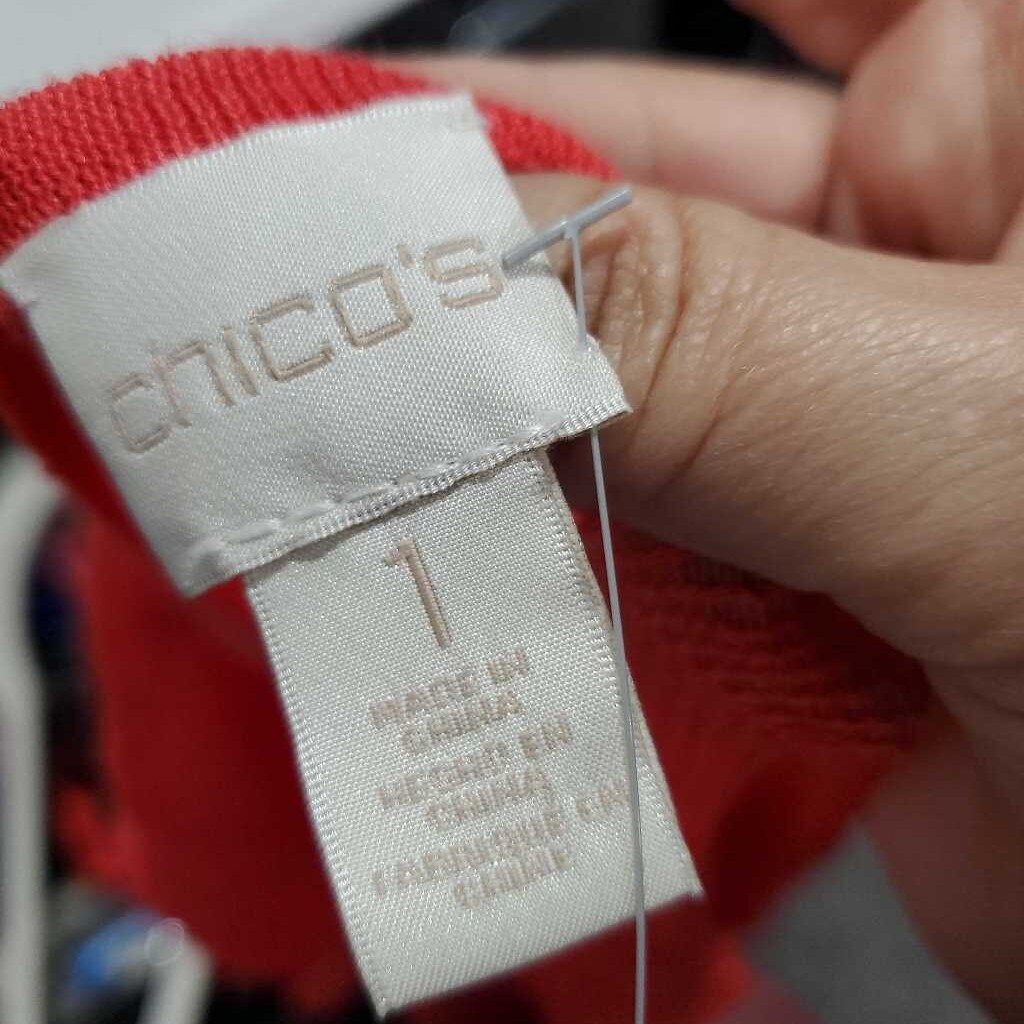 chico's
1
MADE IN
CHINA
HECHO EN
CHINA
FABRIQUE EN
CHINE